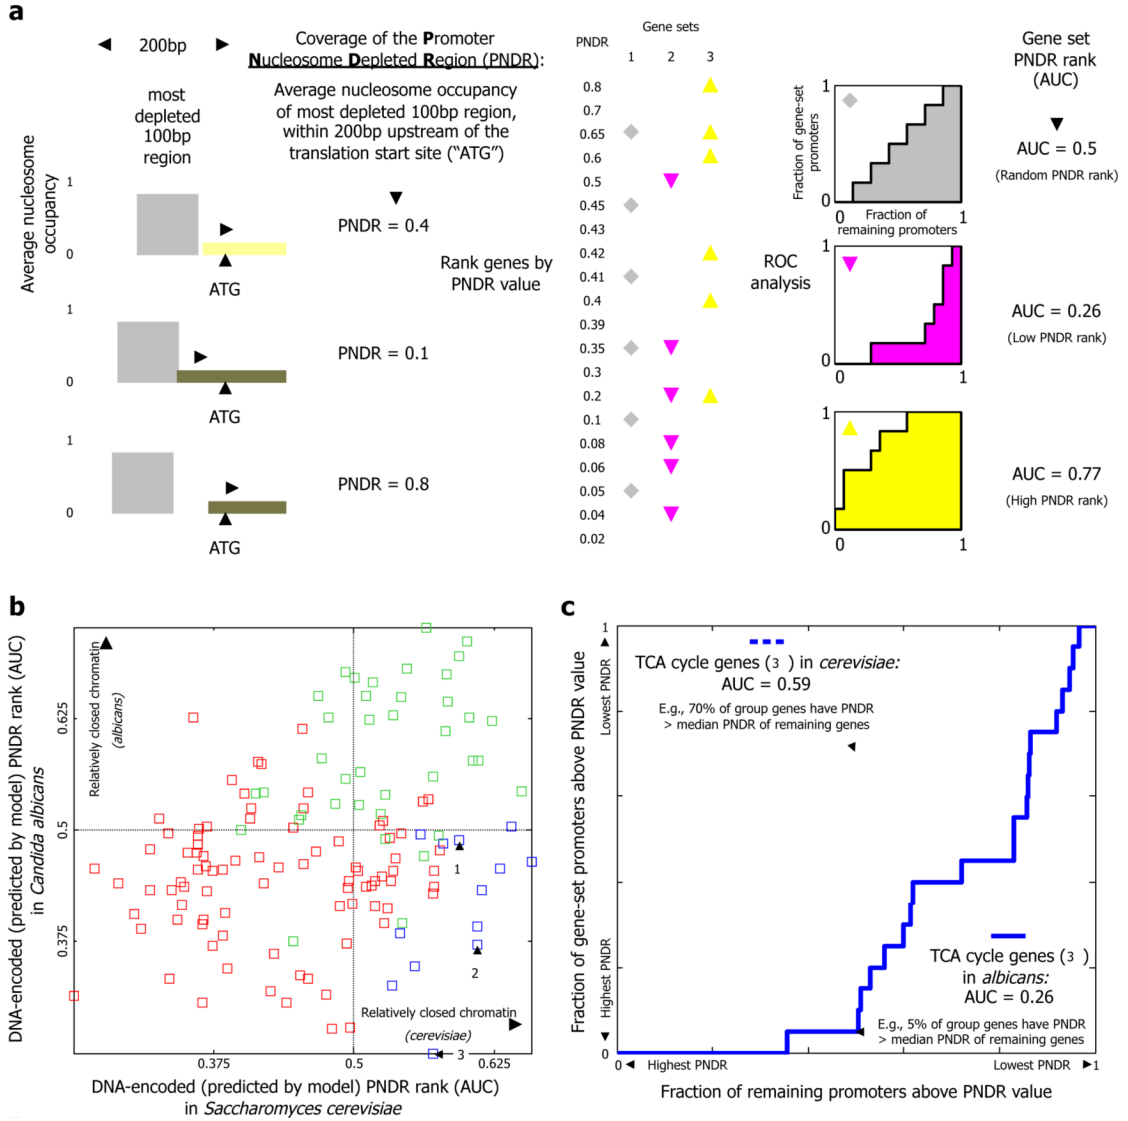 a
200bp
Coverage of the Promoter
Nucleosome Depleted Region (PNDR):
most
depleted
100bp
region
Average nucleosome occupancy
of most depleted 100bp region,
within 200bp upstream of the
translation start site ("ATG")
Average nucleosome
occupancy
1
0
ATG
PNDR = 0.4
1
0
ATG
PNDR = 0.1
1
0
ATG
PNDR = 0.8
Rank genes by
PNDR value
Gene sets
PNDR
1 2 3
0.8
0.7
0.65
0.6
0.5
0.45
0.43
0.42
0.41
0.4
0.39
0.35
0.3
0.2
0.1
0.08
0.06
0.05
0.04
0.02
ROC
analysis
Gene set
PNDR rank
(AUC)
1
Fraction of gene-set
promoters
0
0 1
Fraction of
remaining promoters
AUC = 0.5
(Random PNDR rank)
1
0
0 1
AUC = 0.26
(Low PNDR rank)
1
0
0 1
AUC = 0.77
(High PNDR rank)
b
DNA-encoded (predicted by model) PNDR rank (AUC)
in Candida albicans
Relatively closed chromatin
(albicans)
0.625
0.5
0.375
1
2
Relatively closed chromatin
(cerevisiae)
3
0.375 0.5 0.625
DNA-encoded (predicted by model) PNDR rank (AUC)
in Saccharomyces cerevisiae
c
Fraction of gene-set promoters above PNDR value
1
Lowest PNDR
Highest PNDR
0
TCA cycle genes (3 ) in cerevisiae:
AUC = 0.59
E.g., 70% of group genes have PNDR
> median PNDR of remaining genes
TCA cycle genes (3 )
in albicans:
AUC = 0.26
E.g., 5% of group genes have PNDR
> median PNDR of remaining genes
0 Highest PNDR Lowest PNDR 1
Fraction of remaining promoters above PNDR value